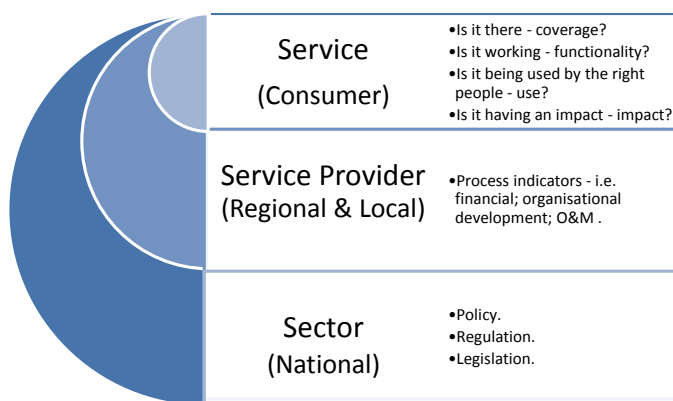 Service
(Consumer)
•Is it there - coverage?
•Is it working - functionality?
•Is it being used by the right
people - use?
•Is it having an impact - impact?
Service Provider
(Regional & Local)
•Process indicators - i.e.
financial; organisational
development; O&M .
Sector
(National)
•Policy.
•Regulation.
•Legislation.